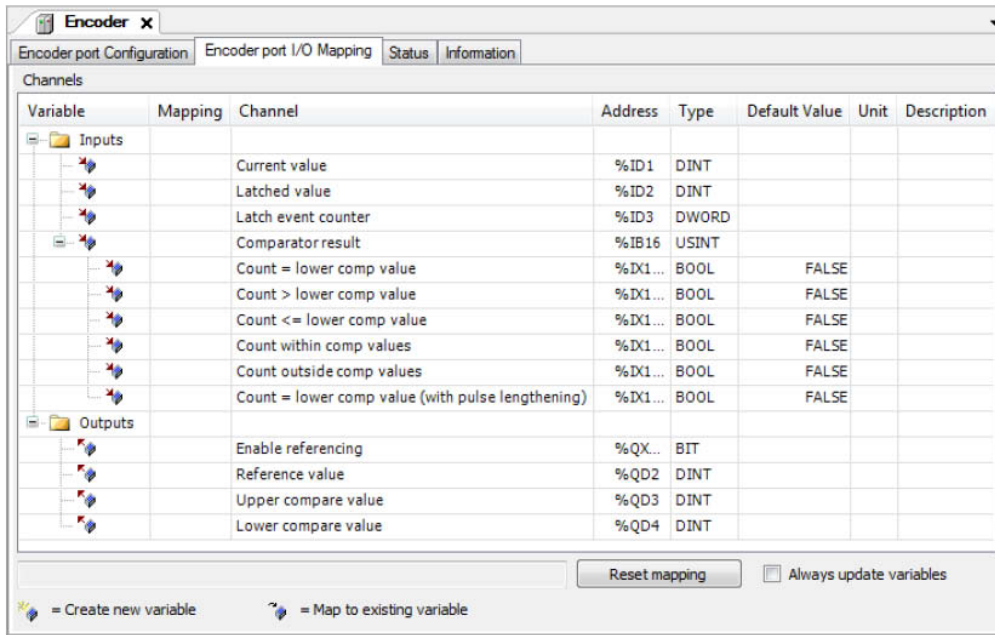 Encoder x
Encoder port Configuration Encoder port I/O Mapping Status Information
Channels
Variable Mapping Channel Address Type Default Value Unit Description
Inputs
Current value %ID1 DINT
Latched value %ID2 DINT
Latch event counter %ID3 DWORD
Comparator result %IB16 USINT
Count = lower comp value %IX1... BOOL FALSE
Count > lower comp value %IX1... BOOL FALSE
Count <= lower comp value %IX1... BOOL FALSE
Count within comp values %IX1... BOOL FALSE
Count outside comp values %IX1... BOOL FALSE
Count = lower comp value (with pulse lengthening) %IX1... BOOL FALSE
Outputs
Enable referencing %QX... BIT
Reference value %QD2 DINT
Upper compare value %QD3 DINT
Lower compare value %QD4 DINT
Reset mapping Always update variables
= Create new variable = Map to existing variable